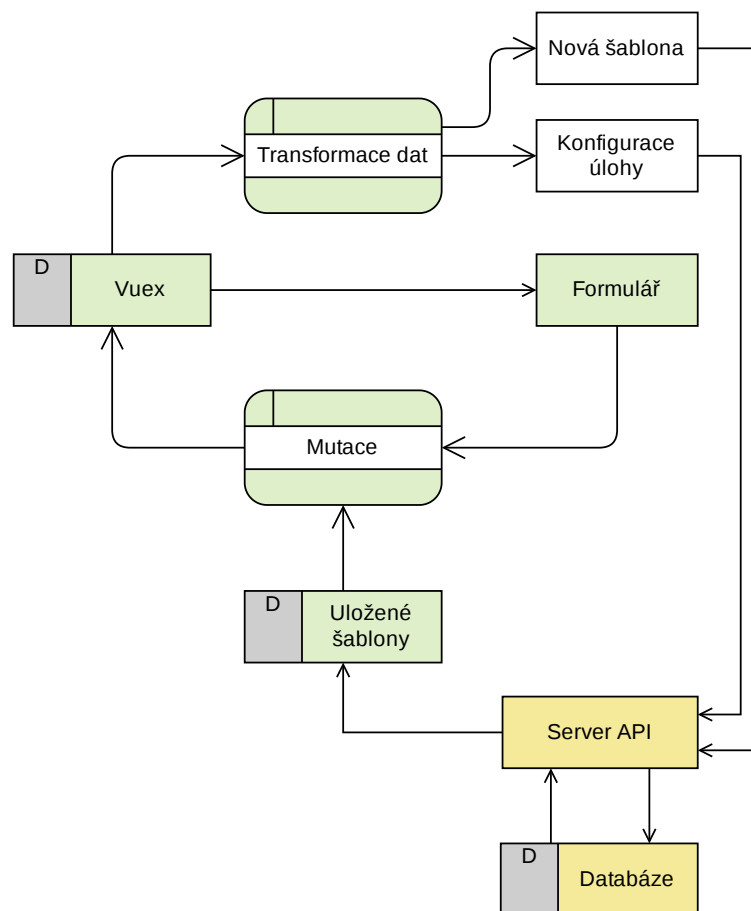 Nová šablona
Transformace dat
Konfigurace
úlohy
D
Vuex
Formulář
Mutace
D
Uložené
šablony
Server API
D
Databáze